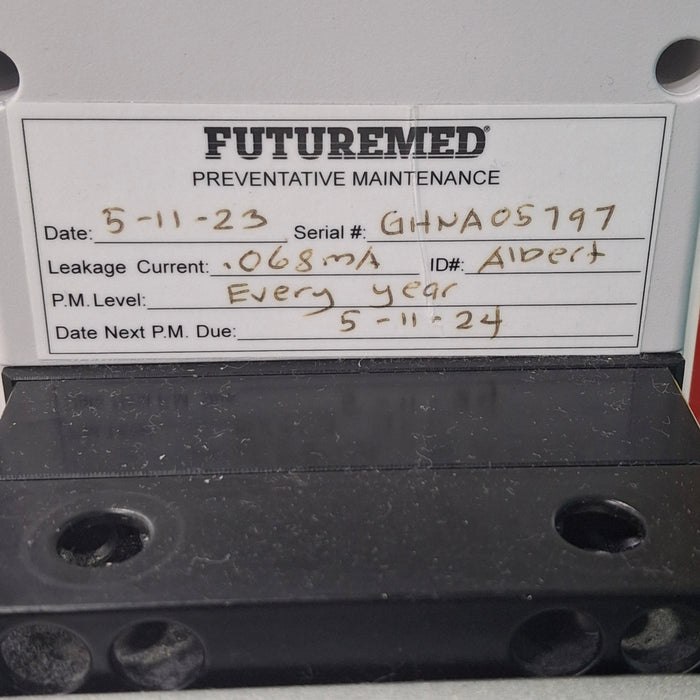 FUTUREMED®
PREVENTATIVE MAINTENANCE
Date: 5-11-23 Serial #: GHNA05797
Leakage Current: .068mA ID#: Albert
P.M. Level: Every year
Date Next P.M. Due: 5-11-24